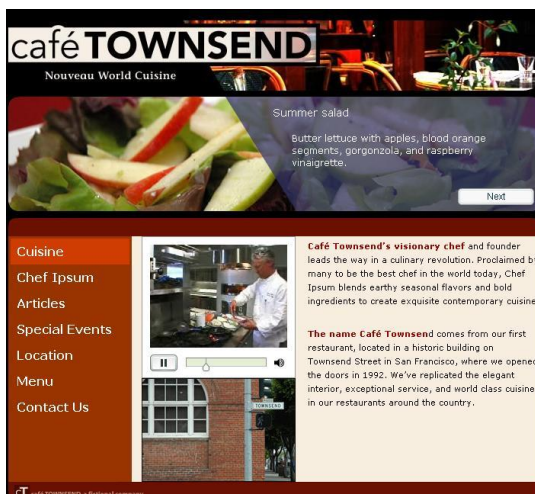 café TOWNSEND
Nouveau World Cuisine
Summer salad
Butter lettuce with apples, blood orange
segments, gorgonzola, and raspberry
vinaigrette.
Next
Cuisine
Chef Ipsum
Articles
Special Events
Location
Menu
Contact Us
TOWNSEND
Café Townsend's visionary chef and founder
leads the way in a culinary revolution. Proclaimed b
many to be the best chef in the world today, Chef
Ipsum blends earthy seasonal flavors and bold
ingredients to create exquisite contemporary cuisine
The name Café Townsend comes from our first
restaurant, located in a historic building on
Townsend Street in San Francisco, where we opened
the doors in 1992. We've replicated the elegant
interior, exceptional service, and world class cuisine
in our restaurants around the country.
cT café TOWNSEND, a fictional company